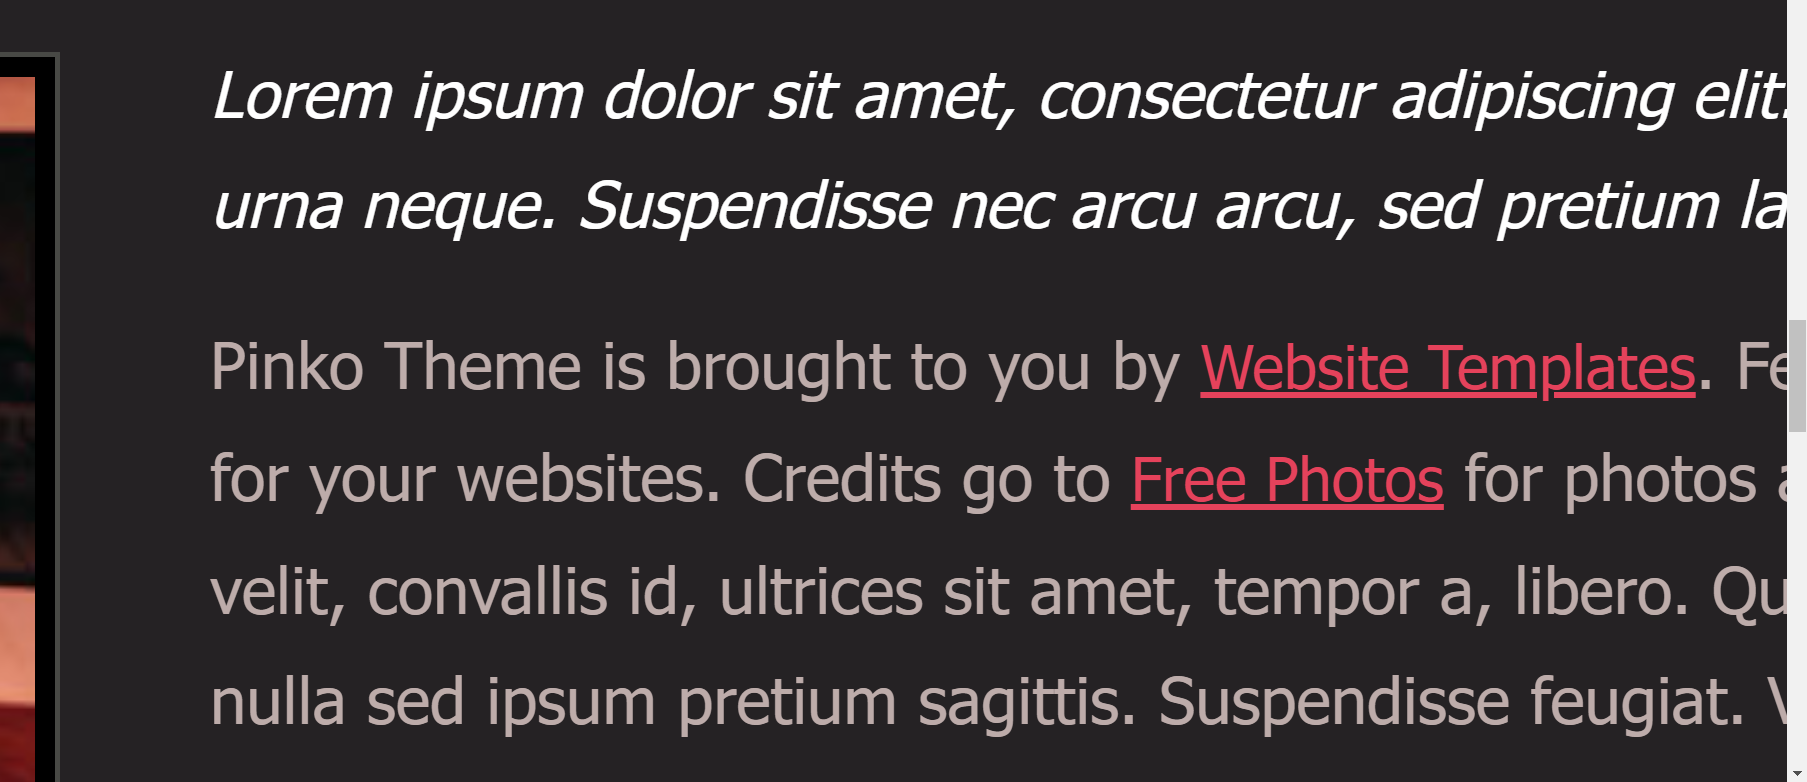 Lorem ipsum dolor sit amet, consectetur adipiscing elit.
urna neque. Suspendisse nec arcu arcu, sed pretium la
Pinko Theme is brought to you by Website Templates. Fe
for your websites. Credits go to Free Photos for photos a
velit, convallis id, ultrices sit amet, tempor a, libero. Qu
nulla sed ipsum pretium sagittis. Suspendisse feugiat. V